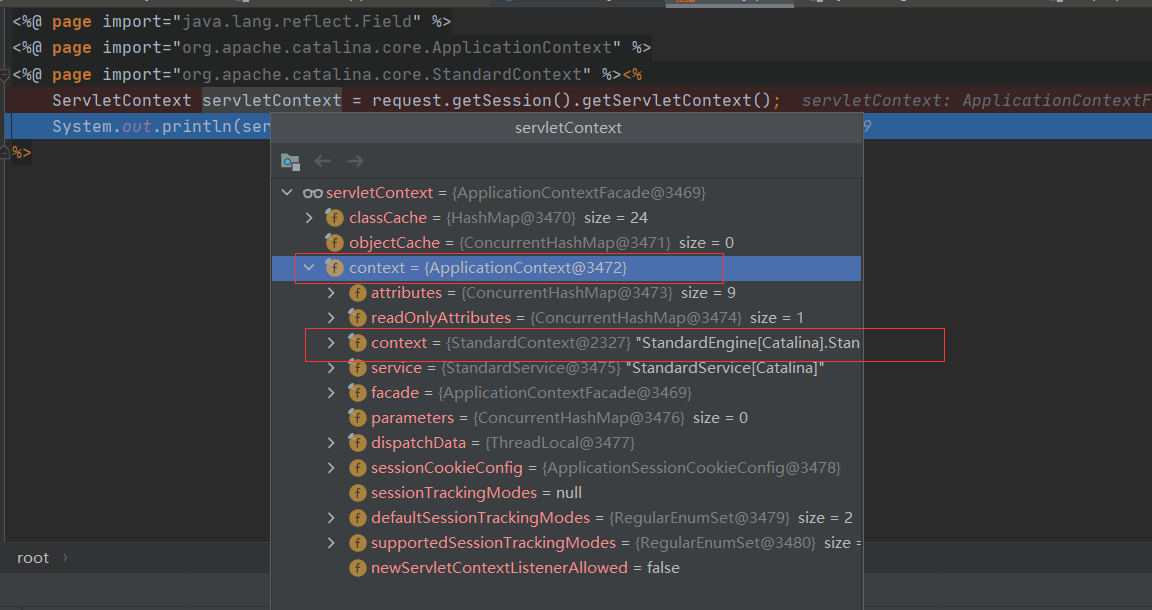 <%@ page import="java.lang.reflect.Field" %>
<%@ page import="org.apache.catalina.core.ApplicationContext" %>
<%@ page import="org.apache.catalina.core.StandardContext" %><%
ServletContext servletContext = request.getSession().getServletContext(); servletContext: ApplicationContextF
System.out.println(ser
9
%>
servletContext
servletContext = {ApplicationContextFacade@3469}
classCache = {HashMap@3470} size = 24
objectCache = {ConcurrentHashMap@3471} size = 0
context = {ApplicationContext@3472}
attributes = {ConcurrentHashMap@3473} size = 9
readOnlyAttributes = {ConcurrentHashMap@3474} size = 1
context = {StandardContext@2327} "StandardEngine[Catalina].Stan
service = {StandardService@3475} "StandardService[Catalina]"
facade = {ApplicationContextFacade@3469}
parameters = {ConcurrentHashMap@3476} size = 0
dispatchData = {ThreadLocal@3477}
sessionCookieConfig = {ApplicationSessionCookieConfig@3478}
sessionTrackingModes = null
defaultSessionTrackingModes = {RegularEnumSet@3479} size = 2
supportedSessionTrackingModes = {RegularEnumSet@3480} size =
newServletContextListenerAllowed = false
root